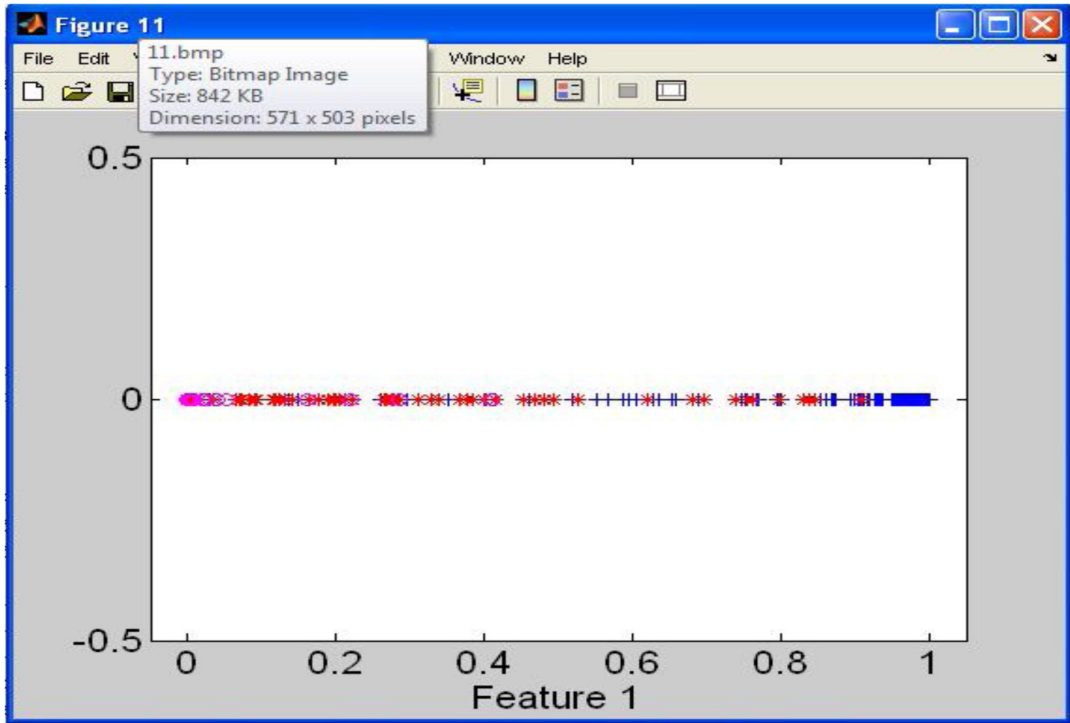 Figure 11
File Edit
Window Help
11.bmp
Type: Bitmap Image
Size: 842 KB
Dimension: 571 x 503 pixels
0.5
0
-0.5
0 0.2 0.4 0.6 0.8 1
Feature 1